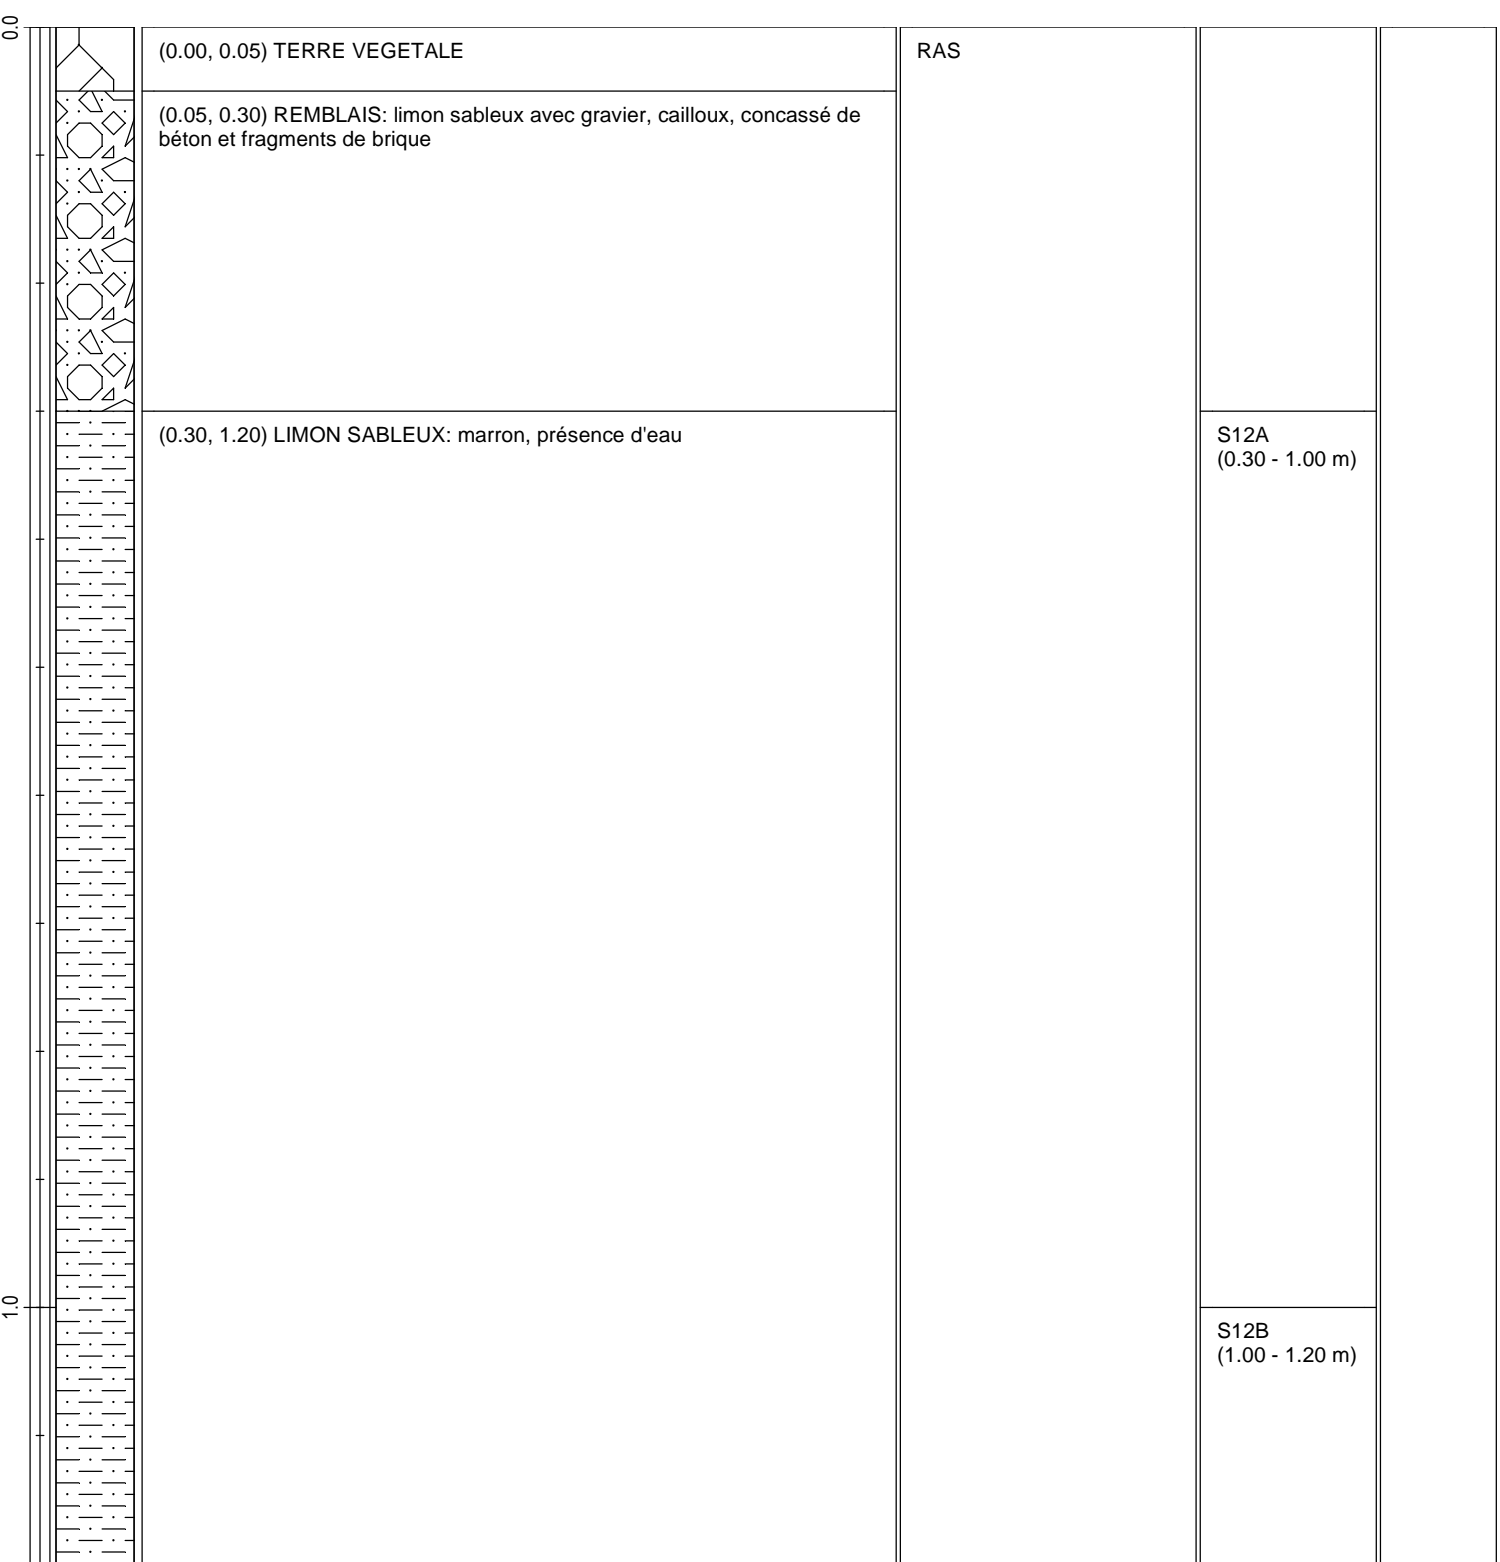 0.0
(0.00, 0.05) TERRE VEGETALE
RAS
(0.05, 0.30) REMBLAIS: limon sableux avec gravier, cailloux, concassé de
béton et fragments de brique
(0.30, 1.20) LIMON SABLEUX: marron, présence d'eau
S12A
(0.30 - 1.00 m)
1.0
S12B
(1.00 - 1.20 m)